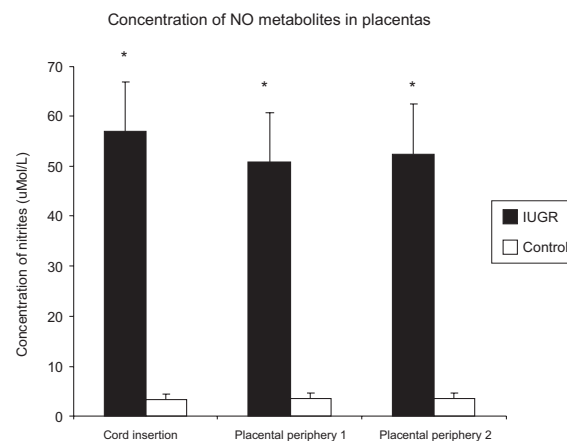 Concentration of NO metabolites in placentas
Concentration of nitrites (uMol/L)
70
60
50
40
30
20
10
0
*
*
*
IUGR
Control
Cord insertion
Placental periphery 1
Placental periphery 2